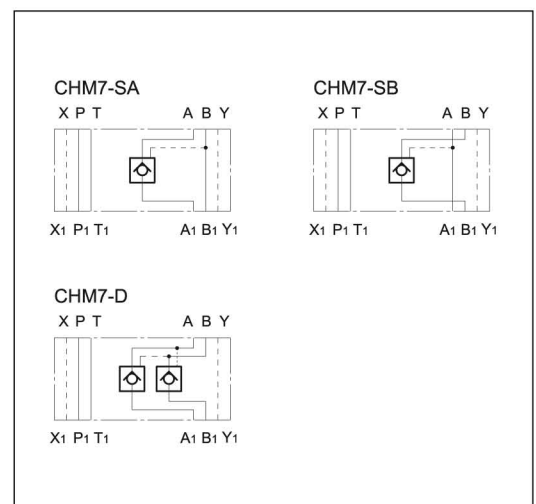 CHM7-SA
X P T A B Y
X1 P1 T1 A1 B1 Y1
CHM7-SB
X P T A B Y
X1 P1 T1 A1 B1 Y1
CHM7-D
X P T A B Y
X1 P1 T1 A1 B1 Y1